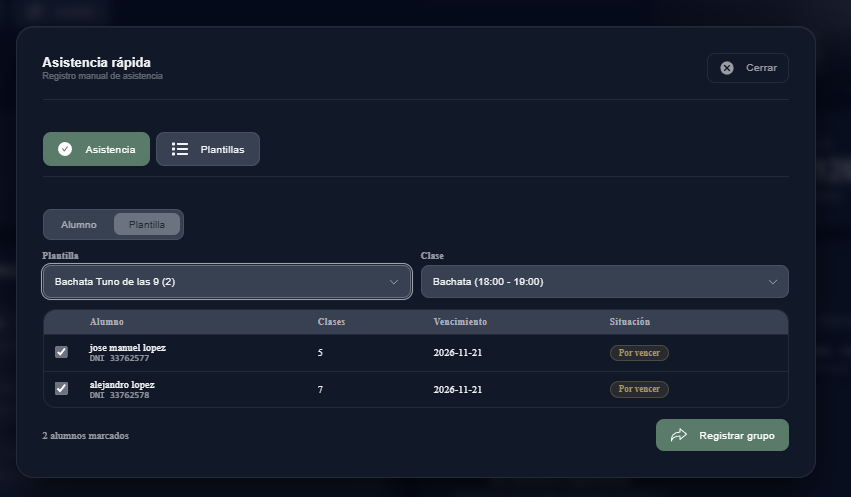 Asistencia rápida
Registro manual de asistencia
Cerrar
Asistencia
Plantillas
Alumno
Plantilla
Plantilla
Clase
Bachata Tuno de las 9 (2)
Bachata (18:00 - 19:00)
Alumno Clases Vencimiento Situación
jose manuel lopez
DNI 33762577
5 2026-11-21 Por vencer
alejandro lopez
DNI 33762578
7 2026-11-21 Por vencer
2 alumnos marcados
Registrar grupo